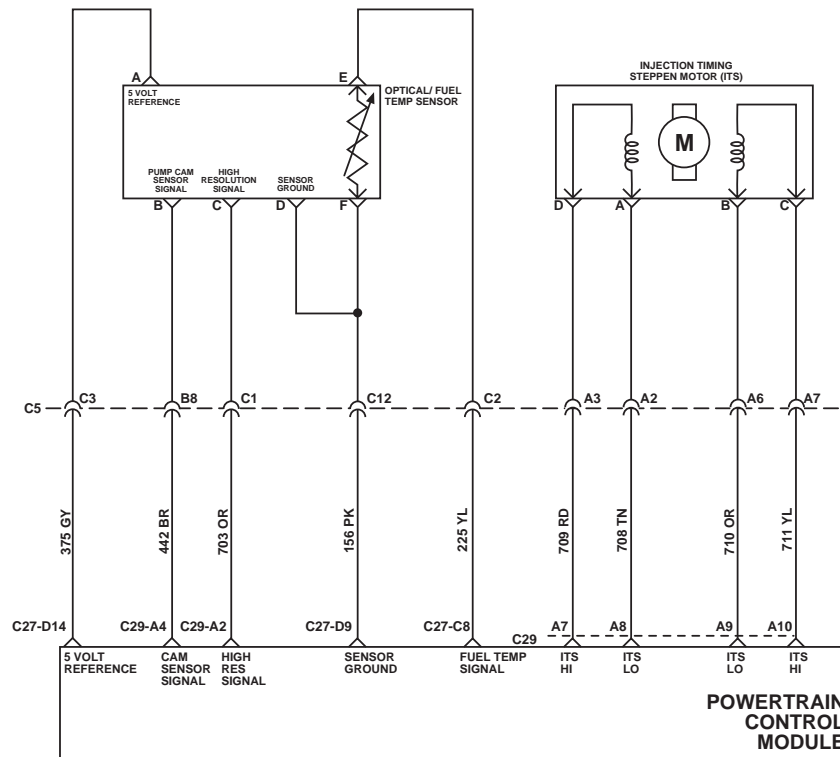 INJECTION TIMING
STEPPEN MOTOR (ITS)
A
E
5 VOLT
REFERENCE
OPTICAL/ FUEL
TEMP SENSOR
M
PUMP CAM
SENSOR
SIGNAL
HIGH
RESOLUTION
SIGNAL
SENSOR
GROUND
B
C
D
F
D
A
B
C
C5
C3
B8
C1
C12
C2
A3
A2
A6
A7
375 GY
442 BR
703 OR
156 PK
225 YL
709 RD
708 TN
710 OR
711 YL
C27-D14
C29-A4
C29-A2
C27-D9
C27-C8
C29
A7
A8
A9
A10
5 VOLT
REFERENCE
CAM
SENSOR
SIGNAL
HIGH
RES
SIGNAL
SENSOR
GROUND
FUEL TEMP
SIGNAL
ITS
HI
ITS
LO
ITS
LO
ITS
HI
POWERTRAIN
CONTROL
MODULE